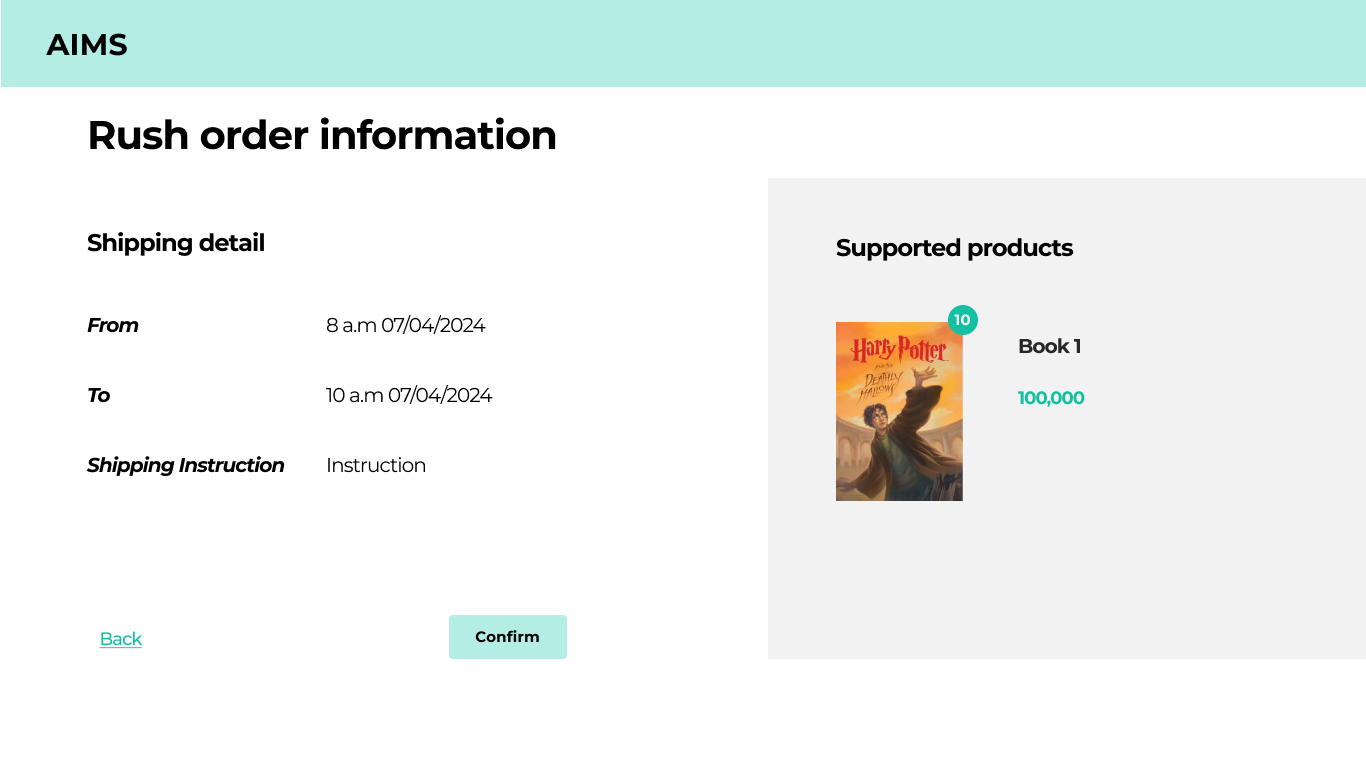 AIMS
Rush order information
Shipping detail
From 8 a.m 07/04/2024
To 10 a.m 07/04/2024
Shipping Instruction Instruction
Back
Confirm
Supported products
10
Harry Potter
AND THE
DEATHLY
HALLOWS
Book 1
100,000